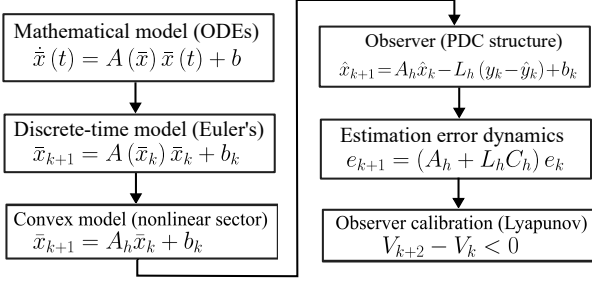 Mathematical model (ODEs)
ẋ̄ (t) = A (x̄) x̄ (t) + b
Discrete-time model (Euler's)
x̄ₖ₊₁ = A (x̄ₖ) x̄ₖ + bₖ
Convex model (nonlinear sector)
x̄ₖ₊₁ = Aₕx̄ₖ + bₖ
Observer (PDC structure)
x̂ₖ₊₁=Aₕx̂ₖ−Lₕ (yₖ−ŷₖ)+bₖ
Estimation error dynamics
eₖ₊₁ = (Aₕ + LₕCₕ) eₖ
Observer calibration (Lyapunov)
Vₖ₊₂ − Vₖ < 0